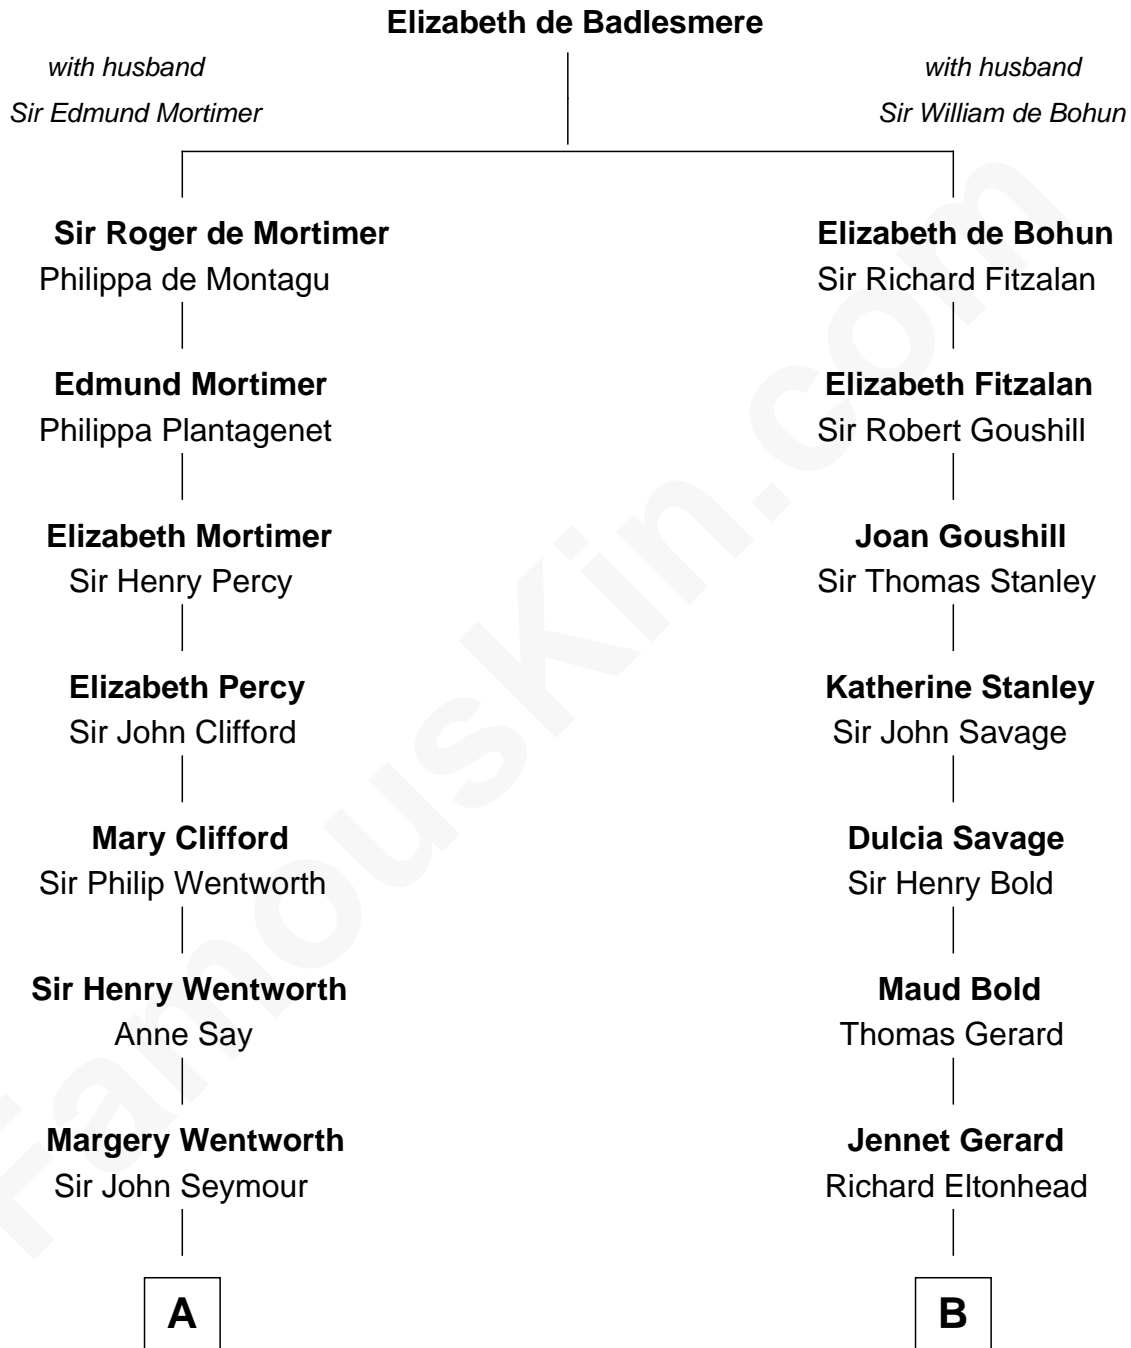 Elizabeth de Badlesmere
with husband
Sir Edmund Mortimer
with husband
Sir William de Bohun
Sir Roger de Mortimer
Philippa de Montagu
Elizabeth de Bohun
Sir Richard Fitzalan
Edmund Mortimer
Philippa Plantagenet
Elizabeth Fitzalan
Sir Robert Goushill
Elizabeth Mortimer
Sir Henry Percy
Joan Goushill
Sir Thomas Stanley
Elizabeth Percy
Sir John Clifford
Katherine Stanley
Sir John Savage
Mary Clifford
Sir Philip Wentworth
Dulcia Savage
Sir Henry Bold
Sir Henry Wentworth
Anne Say
Maud Bold
Thomas Gerard
Margery Wentworth
Sir John Seymour
Jennet Gerard
Richard Eltonhead
A
B
FamousKin.com